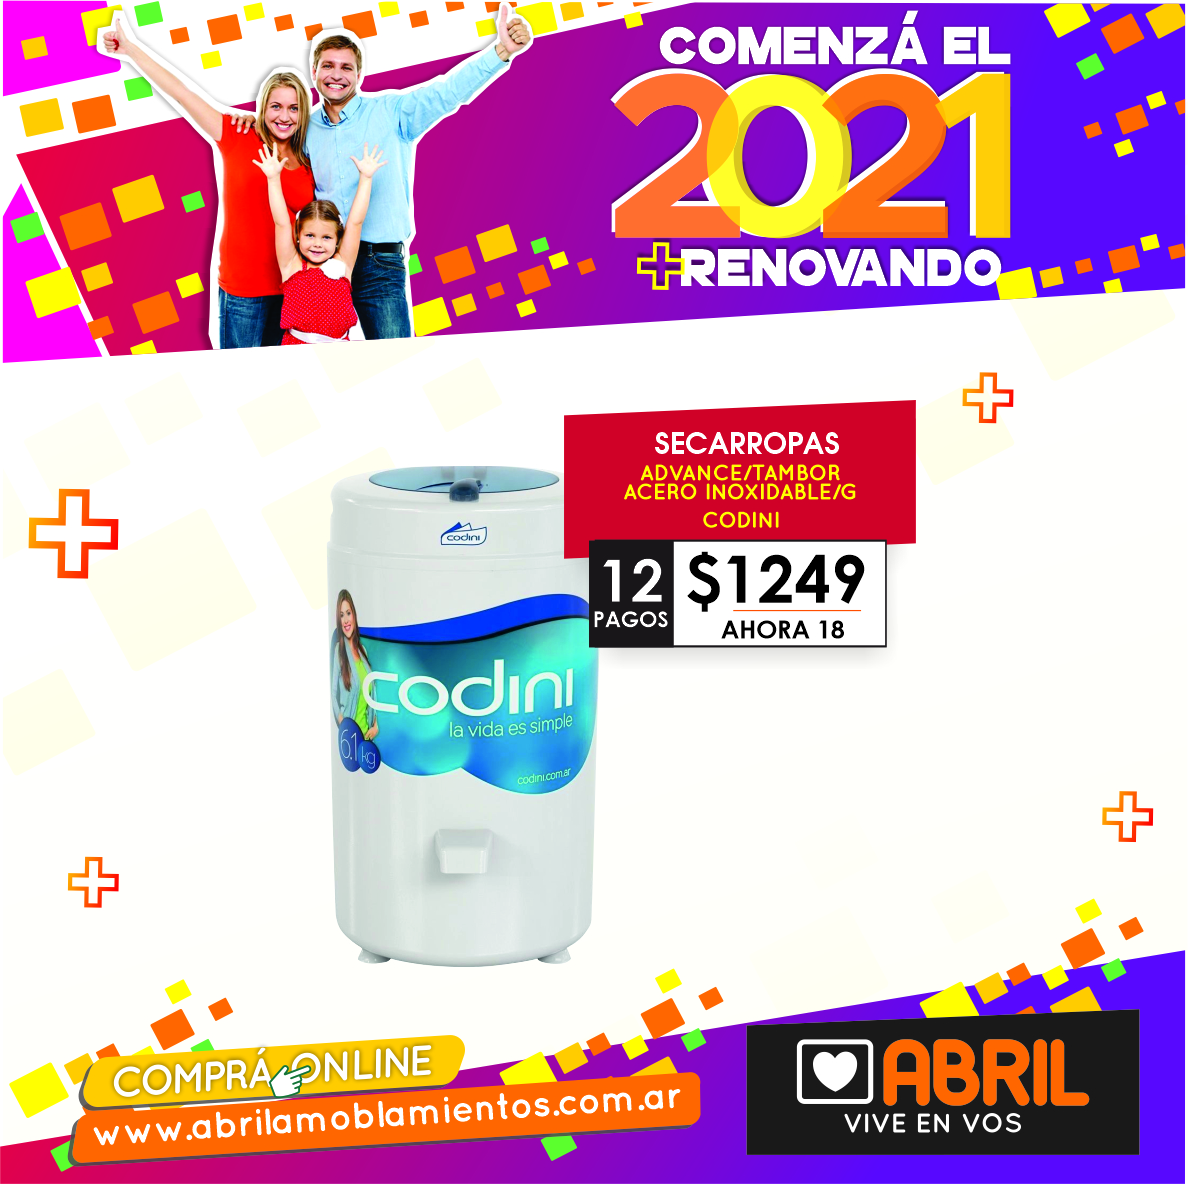 COMENZÁ EL
2021
+RENOVANDO
SECARROPAS
ADVANCE/TAMBOR
ACERO INOXIDABLE/G
CODINI
12
PAGOS
$1249
AHORA 18
codini
codini
la vida es simple
6.1 kg
codini.com.ar
COMPRÁ ONLINE
www.abrilamoblamientos.com.ar
ABRIL
VIVE EN VOS